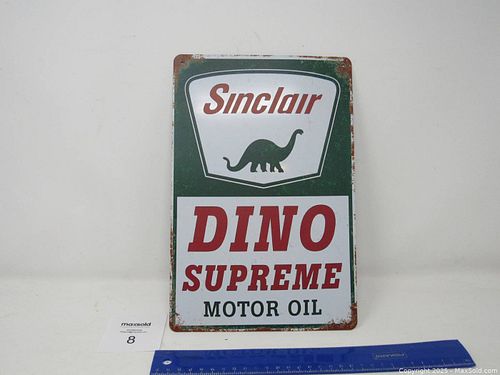 Sinclair
DINO
SUPREME
MOTOR OIL
maxsold
8
Copyright 2025 - MaxSold.com